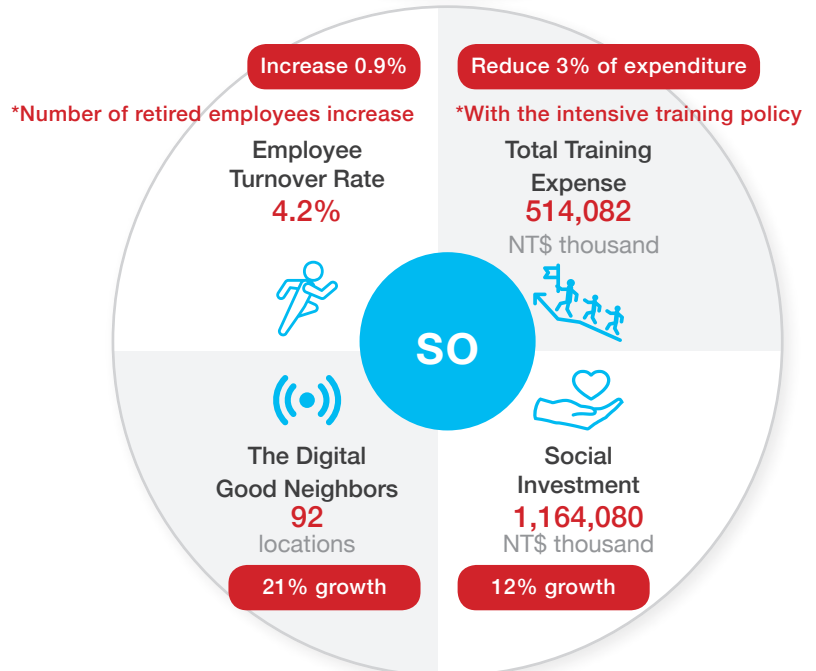 Increase 0.9%
*Number of retired employees increase
Employee
Turnover Rate
4.2%
Reduce 3% of expenditure
*With the intensive training policy
Total Training
Expense
514,082
NT$ thousand
SO
The Digital
Good Neighbors
92
locations
21% growth
Social
Investment
1,164,080
NT$ thousand
12% growth